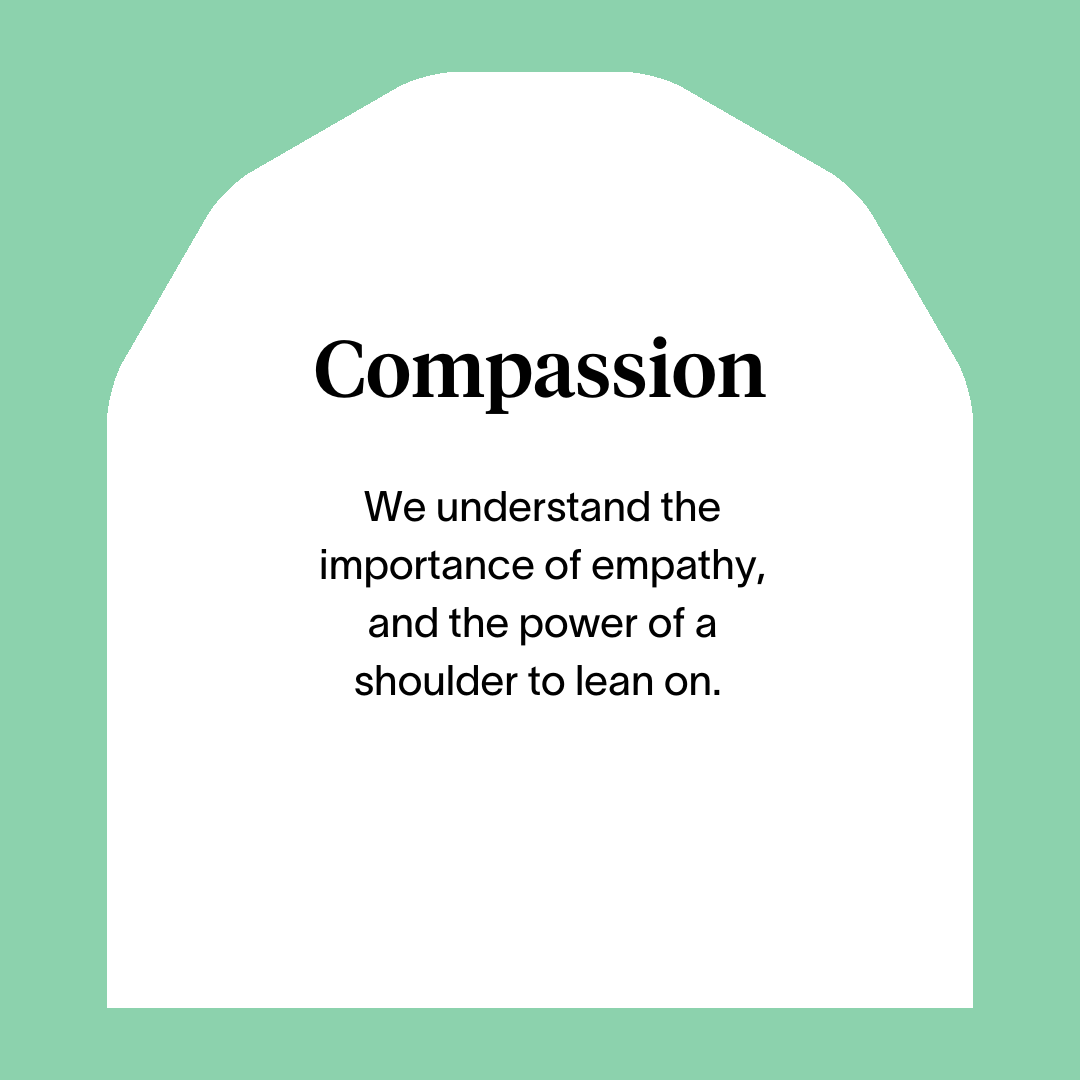 Compassion
We understand the
importance of empathy,
and the power of a
shoulder to lean on.